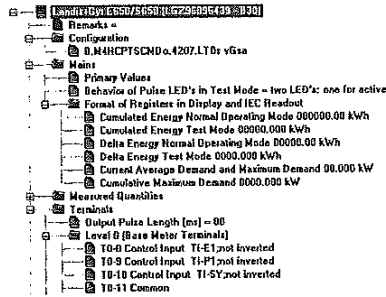 Landis+Gyr E650/S650 (LGZ96096439 - B30)
Remarks =
Configuration
Mains
Primary Values
Behavior of Pulse LED's in Test Mode = two LED's; one for active
Format of Registers in Display and IEC Readout
Cumulated Energy Normal Operating Mode 000000.00 kWh
Cumulated Energy Test Mode 00000.000 kWh
Delta Energy Normal Operating Mode 00000.00 kWh
Delta Energy Test Mode 0000.000 kWh
Current Average Demand and Maximum Demand 00.000 kW
Cumulative Maximum Demand 0000.000 kW
Measured Quantities
Terminals
Output Pulse Length [ms] =
Level 0 (Base Meter Terminals)
T0-8 Control Input TI-E1;not inverted
T0-9 Control Input TI-P1;not inverted
T0-10 Control Input TI-SY;not inverted
T0-11 Common